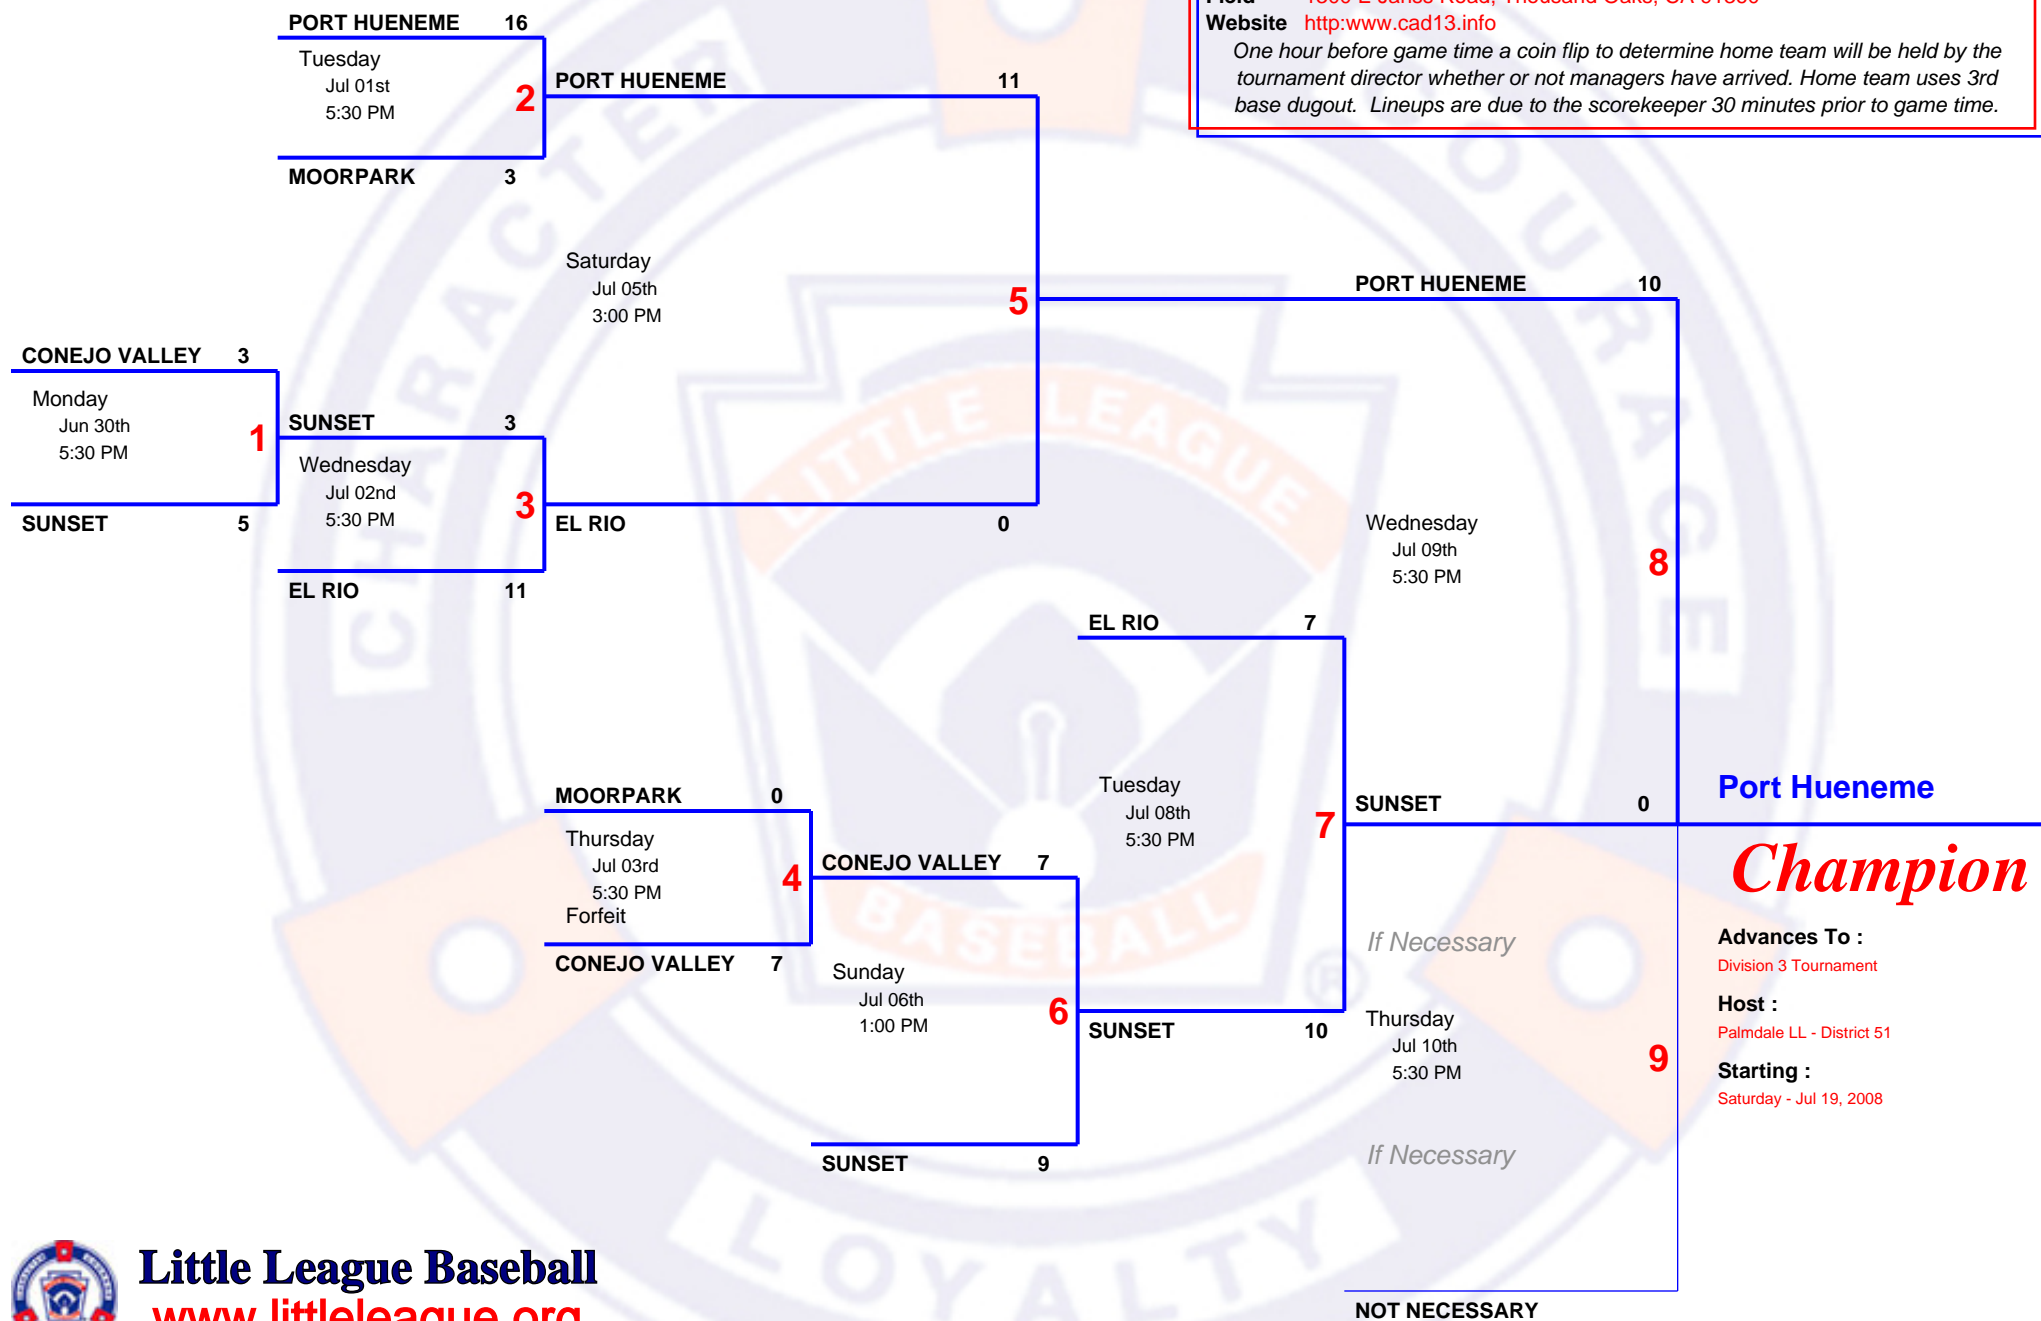 Website http:www.cad13.info
One hour before game time a coin flip to determine home team will be held by the
tournament director whether or not managers have arrived. Home team uses 3rd
base dugout. Lineups are due to the scorekeeper 30 minutes prior to game time.
PORT HUENEME 16
Tuesday
Jul 01st
5:30 PM
2
MOORPARK 3
PORT HUENEME 11
Saturday
Jul 05th
3:00 PM
5
PORT HUENEME 10
CONEJO VALLEY 3
Monday
Jun 30th
5:30 PM
1
SUNSET 5
SUNSET 3
Wednesday
Jul 02nd
5:30 PM
3
EL RIO 11
EL RIO 0
Wednesday
Jul 09th
5:30 PM
8
EL RIO 7
Tuesday
Jul 08th
5:30 PM
7
SUNSET 0
MOORPARK 0
Thursday
Jul 03rd
5:30 PM
Forfeit
4
CONEJO VALLEY 7
CONEJO VALLEY 7
Sunday
Jul 06th
1:00 PM
6
SUNSET 10
SUNSET 9
If Necessary
Thursday
Jul 10th
5:30 PM
9
If Necessary
NOT NECESSARY
Port Hueneme
Champion
Advances To :
Division 3 Tournament
Host :
Palmdale LL - District 51
Starting :
Saturday - Jul 19, 2008
CHARACTER
COURAGE
LOYALTY
LITTLE LEAGUE
BASEBALL
®
Little League Baseball
www.littleleague.org